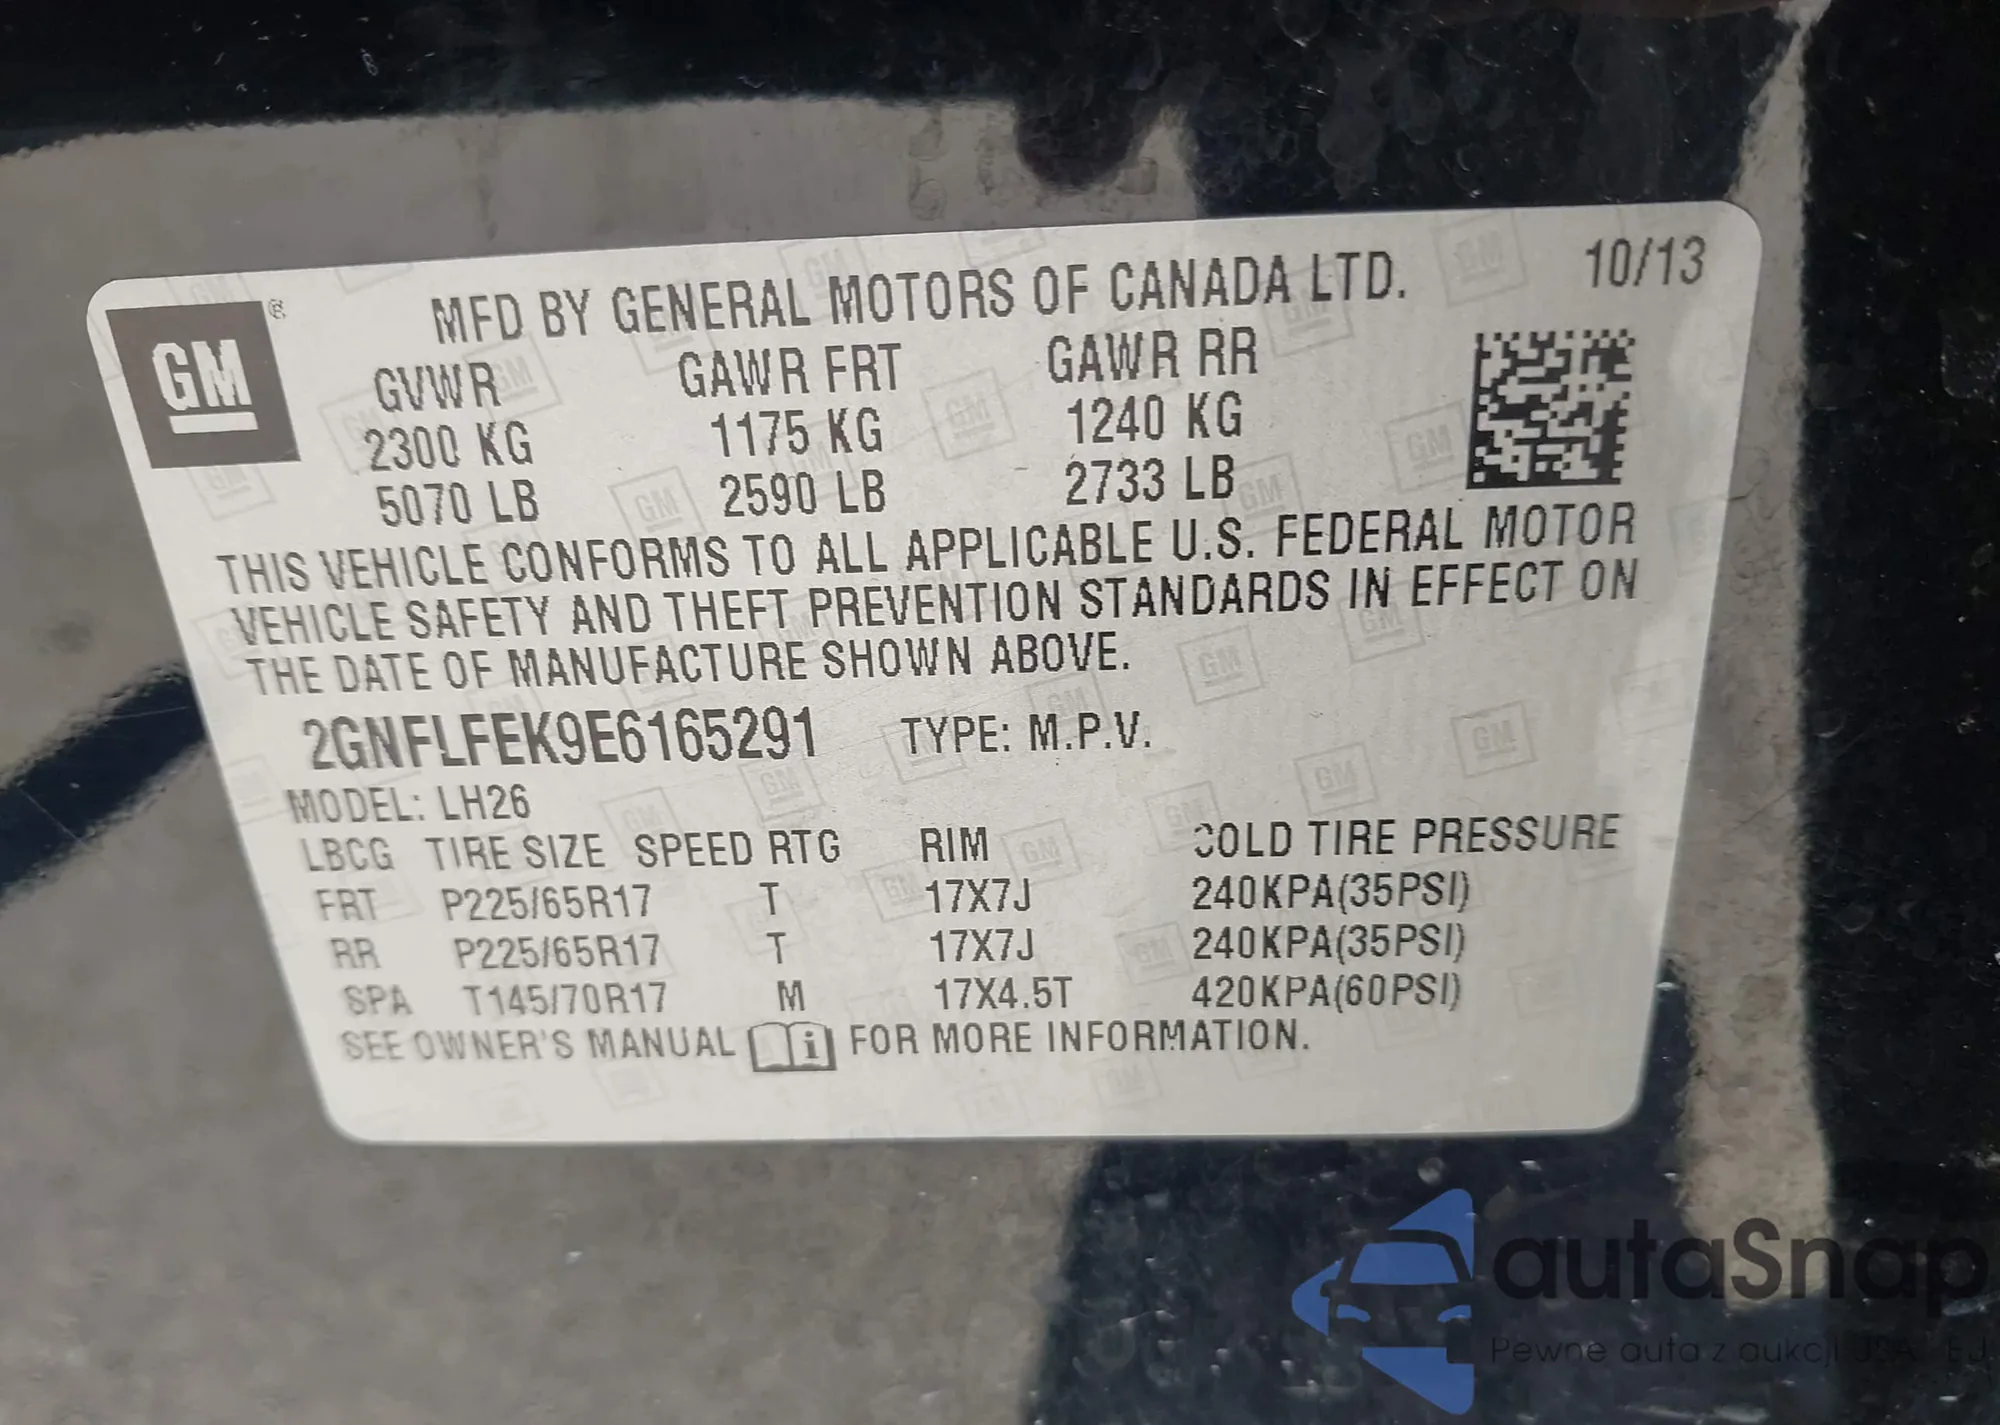 MFD BY GENERAL MOTORS OF CANADA LTD. 10/13
GM ®
GVWR GAWR FRT GAWR RR
2300 KG 1175 KG 1240 KG
5070 LB 2590 LB 2733 LB
THIS VEHICLE CONFORMS TO ALL APPLICABLE U.S. FEDERAL MOTOR
VEHICLE SAFETY AND THEFT PREVENTION STANDARDS IN EFFECT ON
THE DATE OF MANUFACTURE SHOWN ABOVE.
2GNFLFEK9E6165291 TYPE: M.P.V.
MODEL: LH26
LBCG TIRE SIZE SPEED RTG RIM COLD TIRE PRESSURE
FRT P225/65R17 T 17X7J 240KPA(35PSI)
RR P225/65R17 T 17X7J 240KPA(35PSI)
SPA T145/70R17 M 17X4.5T 420KPA(60PSI)
SEE OWNER'S MANUAL i FOR MORE INFORMATION.
autaSnap
Pewne auta z aukcji USA